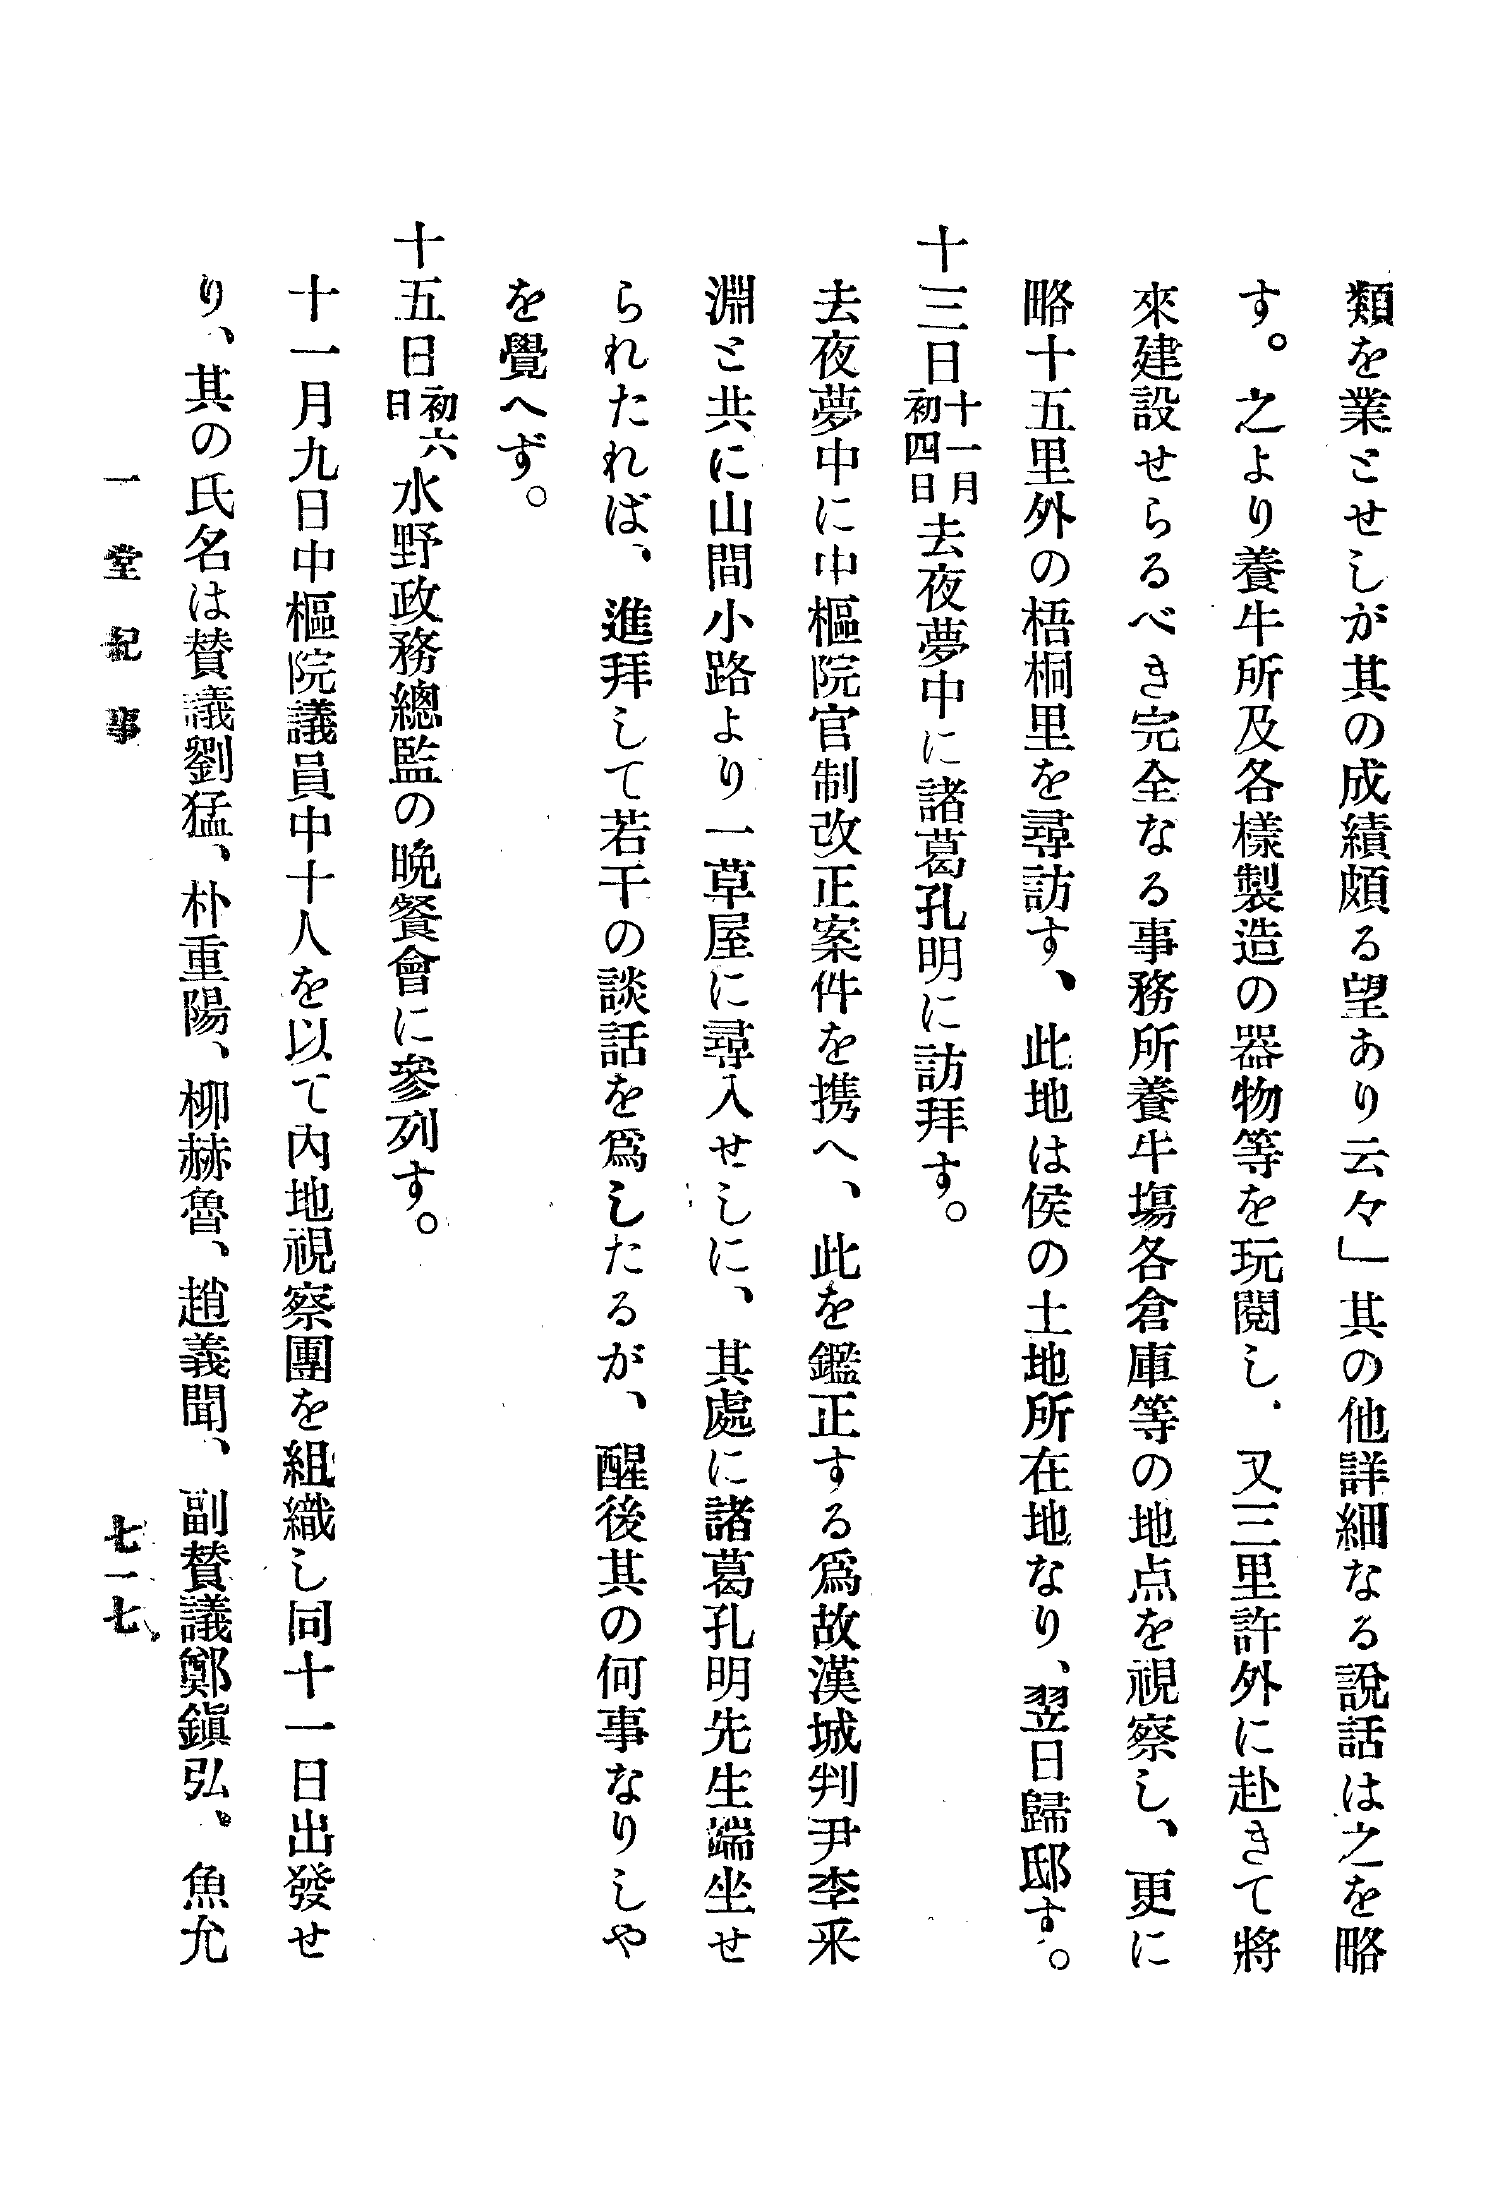 類を業とせしが其の成績頗る望あり云々」其の他詳細なる說話は之を略
す。之より養牛所及各樣製造の器物等を玩閱し、又三里許外に赴きて將
來建設せらるべき完全なる事務所養牛場各倉庫等の地点を視察し、更に
略十五里外の梧桐里を尋訪す、此地は侯の土地所在地なり、翌日歸邸す。
十三日十一月初四日去夜夢中に諸葛孔明に訪拜す。
去夜夢中に中樞院官制改正案件を携へ、此を鑑正する爲故漢城判尹李采
淵と共に山間小路より一草屋に尋入せしに、其處に諸葛孔明先生端坐せ
られたれば、進拜して若干の談話を爲したるが、醒後其の何事なりしや
を覺へず。
十五日初六日水野政務總監の晩餐會に參列す。
十一月九日中樞院議員中十人を以て內地視察團を組織し同十一日出發せ
り、其の氏名は賛議劉猛、朴重陽、柳赫魯、趙義聞、副賛議鄭鎭弘、魚允
一堂紀事
七一七